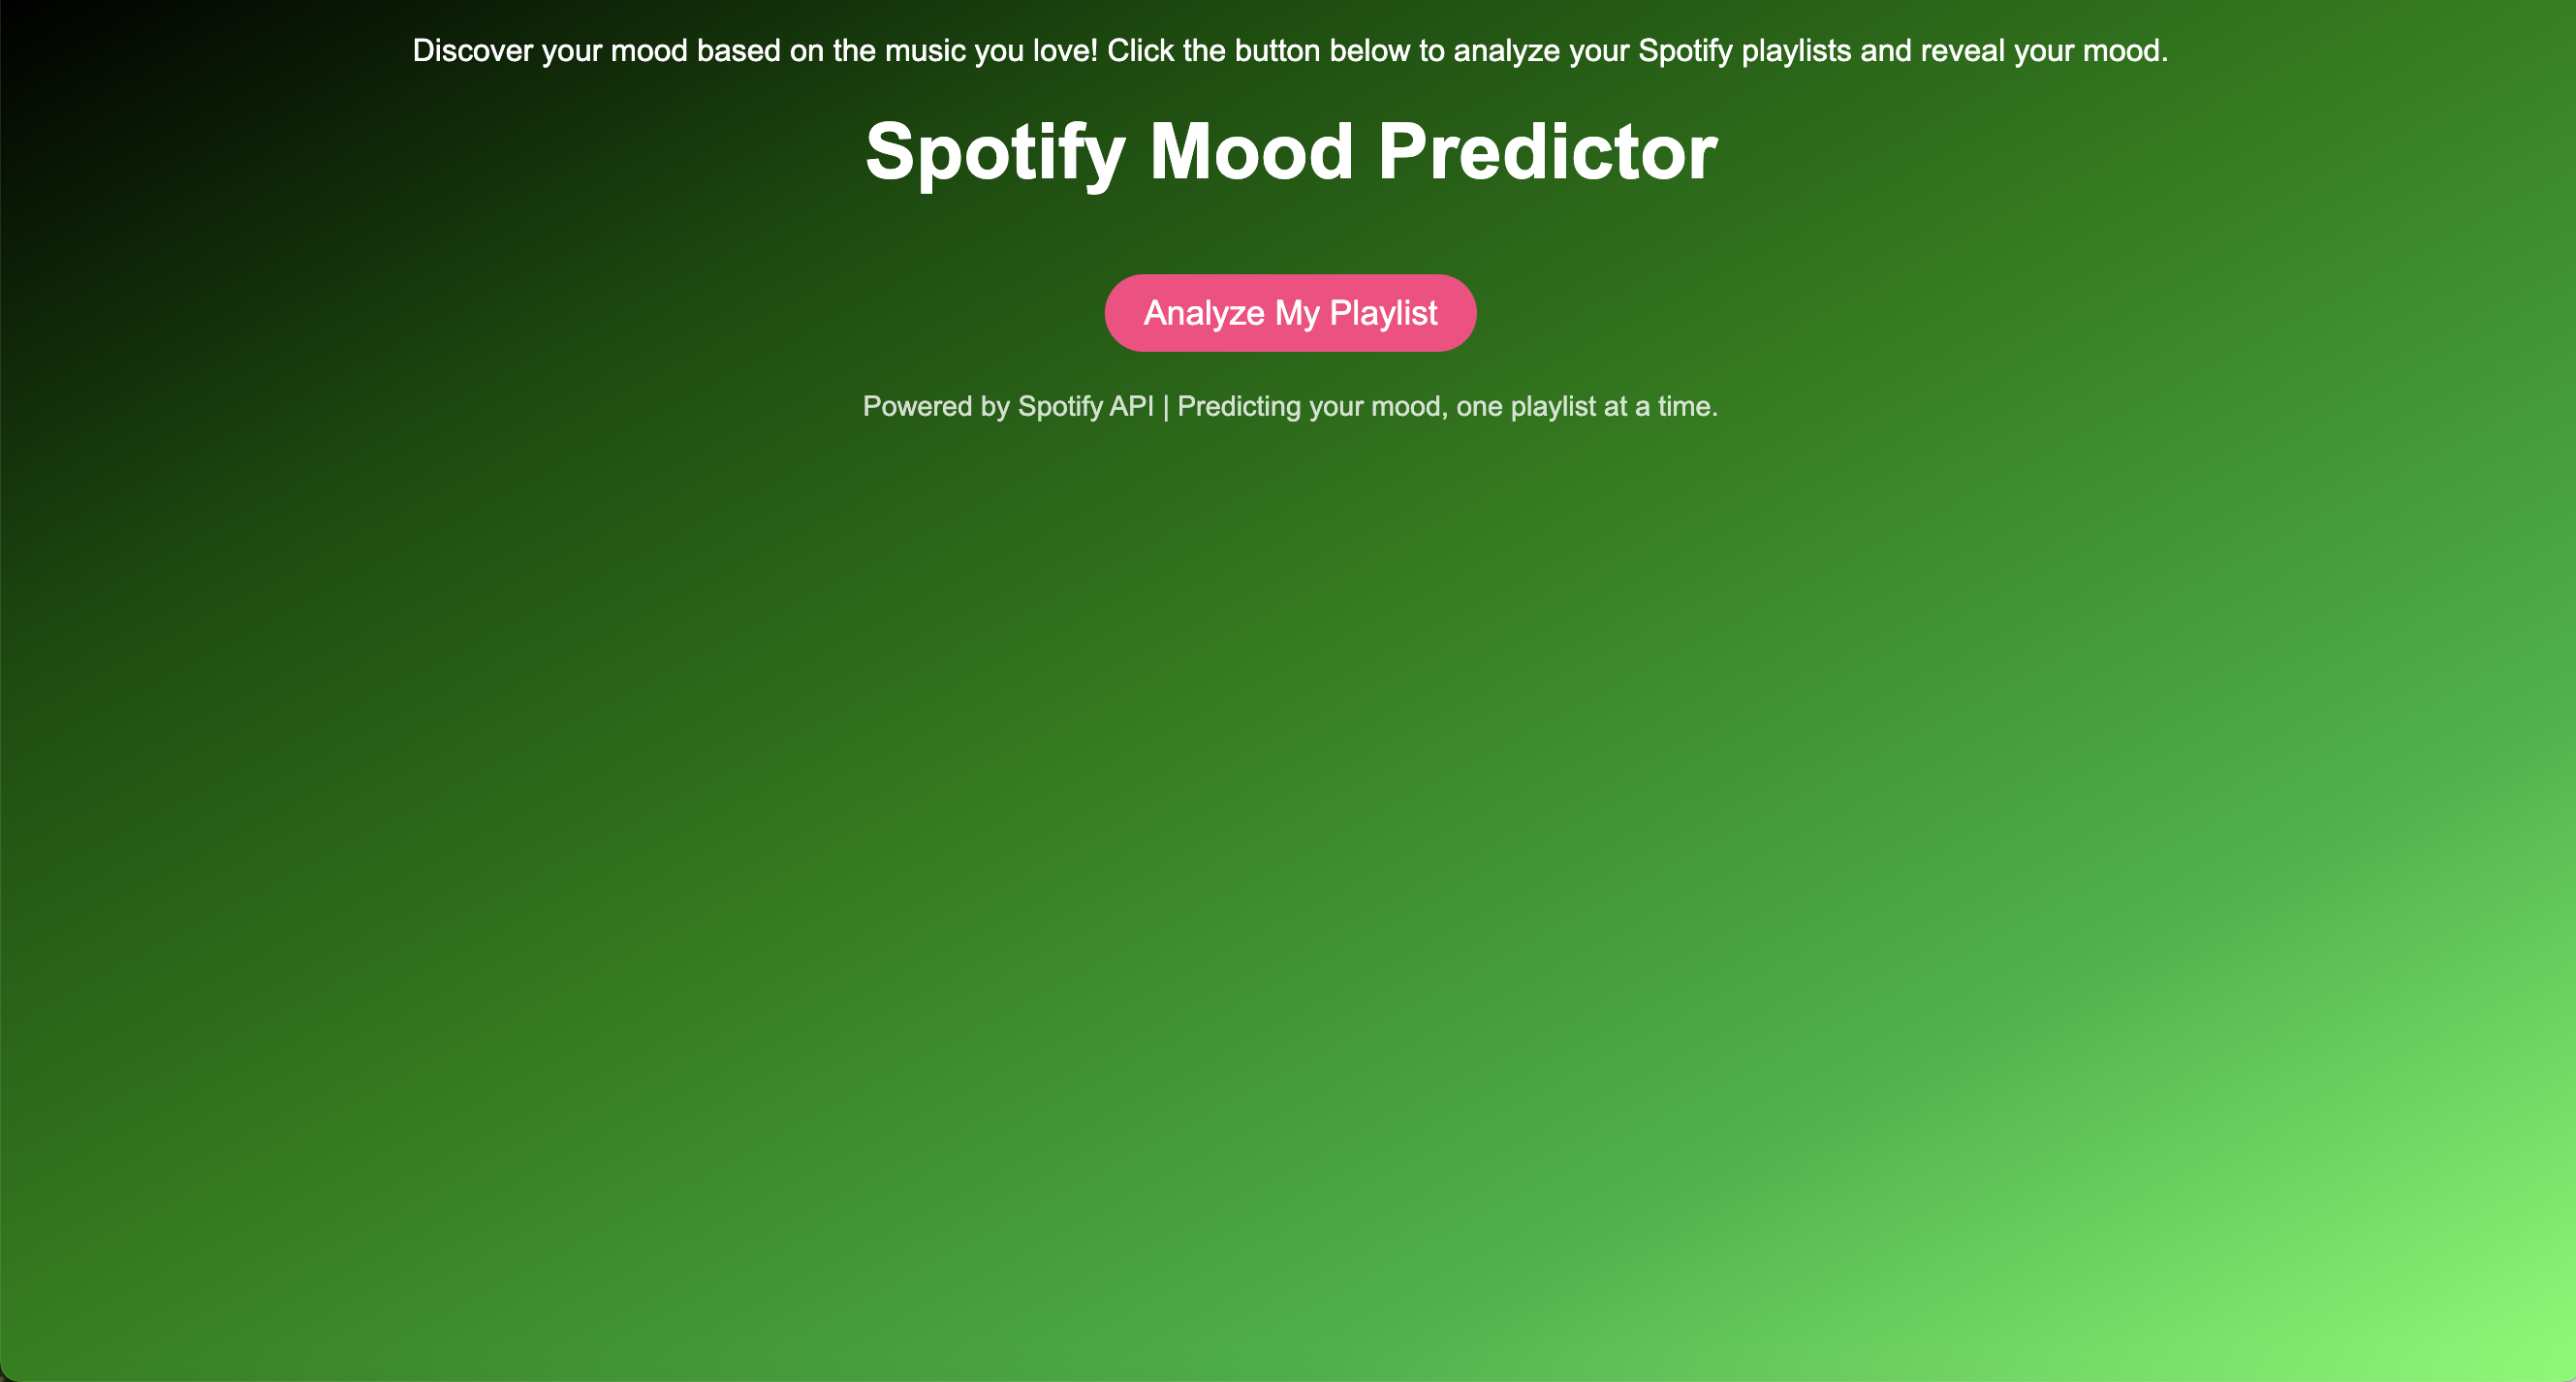 Discover your mood based on the music you love! Click the button below to analyze your Spotify playlists and reveal your mood.
Spotify Mood Predictor
Analyze My Playlist
Powered by Spotify API | Predicting your mood, one playlist at a time.